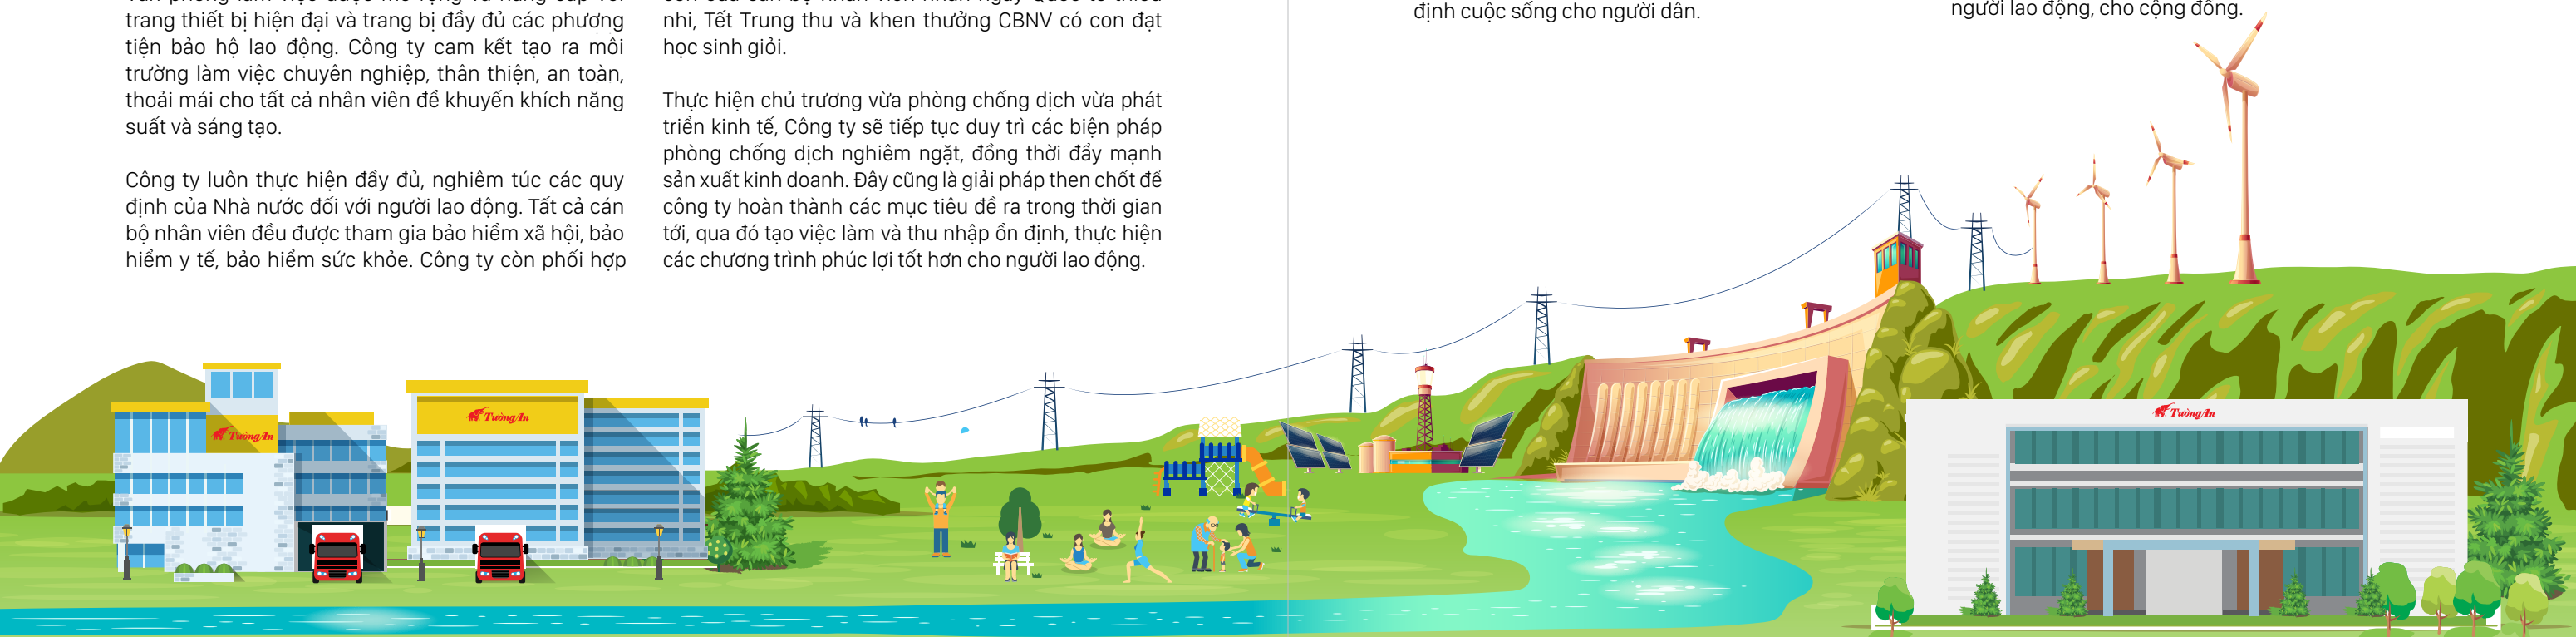 trang thiết bị hiện đại và trang bị đầy đủ các phương
tiện bảo hộ lao động. Công ty cam kết tạo ra môi
trường làm việc chuyên nghiệp, thân thiện, an toàn,
thoải mái cho tất cả nhân viên để khuyến khích năng
suất và sáng tạo.
Công ty luôn thực hiện đầy đủ, nghiêm túc các quy
định của Nhà nước đối với người lao động. Tất cả cán
bộ nhân viên đều được tham gia bảo hiểm xã hội, bảo
hiểm y tế, bảo hiểm sức khỏe. Công ty còn phối hợp
nhi, Tết Trung thu và khen thưởng CBNV có con đạt
học sinh giỏi.
Thực hiện chủ trương vừa phòng chống dịch vừa phát
triển kinh tế, Công ty sẽ tiếp tục duy trì các biện pháp
phòng chống dịch nghiêm ngặt, đồng thời đẩy mạnh
sản xuất kinh doanh. Đây cũng là giải pháp then chốt để
công ty hoàn thành các mục tiêu đề ra trong thời gian
tới, qua đó tạo việc làm và thu nhập ổn định, thực hiện
các chương trình phúc lợi tốt hơn cho người lao động.
định cuộc sống cho người dân.
người lao động, cho cộng đồng.
Tường An
Tường An
Tường An